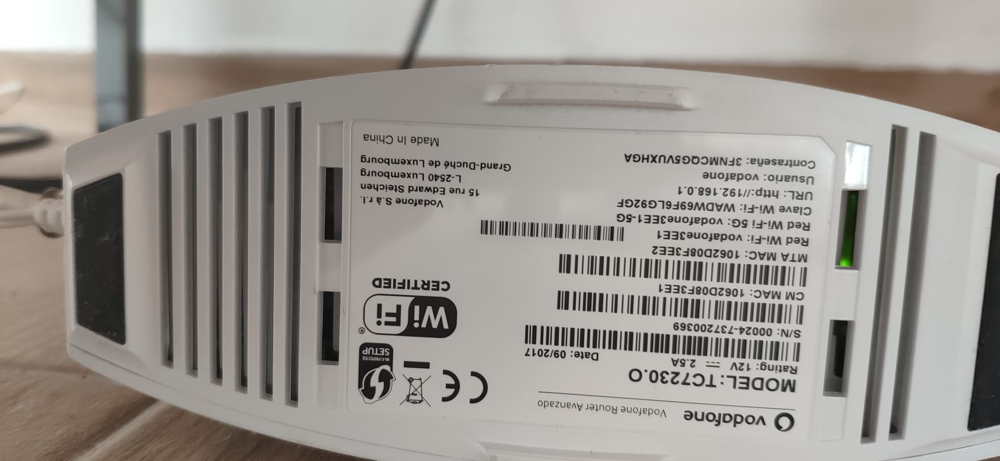 vodafone Vodafone Router Avanzado
MODEL: TC7230.O
Rating: 12V 2.5A Date: 09/2017
S/N: 00024-737200369
CM MAC: 1062D08F3EE1
MTA MAC: 1062D08F3EE2
Red Wi-Fi: vodafone3EE1
Red Wi-Fi 5G: vodafone3EE1-5G
Clave Wi-Fi: WADW69F6LG92GF
URL: http://192.168.0.1
Usuario: vodafone
Contraseña: 3FNMCQG5VUXHGA
CE
Wi-Fi PROTECTED
SETUP
WiFi®
CERTIFIED
Vodafone S.à r.l.
15 rue Edward Steichen
L-2540 Luxembourg
Grand-Duché de Luxembourg
Made In China